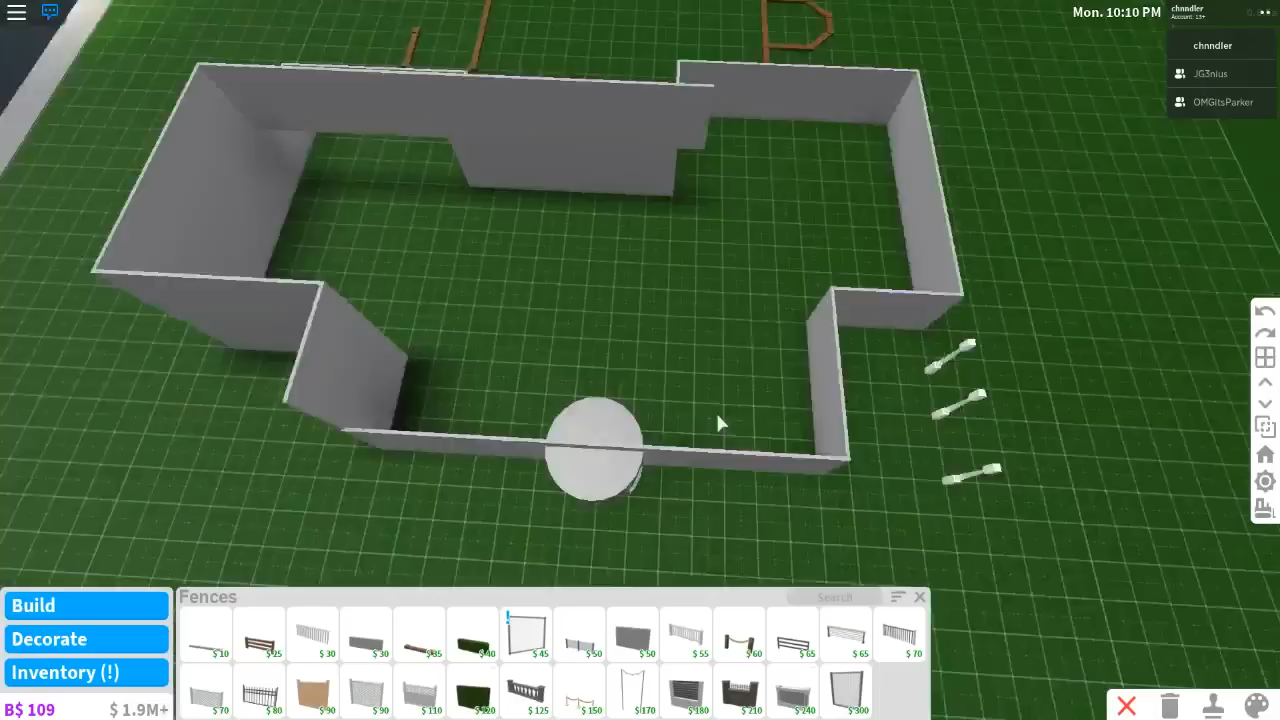 Mon. 10:10 PM
chnndler
Account: 13+
chnndler
JG3nius
OMGitsParker
Build
Decorate
Inventory (!)
B$ 109
$ 1.9M+
Fences
Search
$ 10
$ 25
$ 30
$ 30
$ 35
$ 40
!
$ 45
$ 50
$ 50
$ 55
$ 60
$ 65
$ 65
$ 70
$ 70
$ 80
$ 90
$ 90
$ 110
$ 120
$ 125
$ 150
$ 170
$ 180
$ 210
$ 240
$ 300